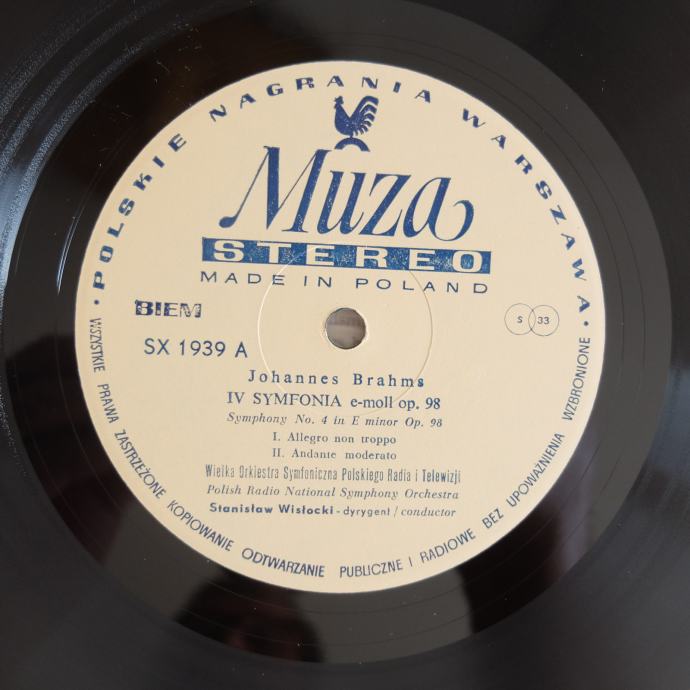 POLSKIE NAGRANIA WARSZAWA
Muza
STEREO
MADE IN POLAND
BIEM
S 33
SX 1939 A
Johannes Brahms
IV SYMFONIA e-moll op. 98
Symphony No. 4 in E minor Op. 98
I. Allegro non troppo
II. Andante moderato
Wielka Orkiestra Symfoniczna Polskiego Radia i Telewizji
Polish Radio National Symphony Orchestra
Stanisław Wisłocki - dyrygent / conductor
WSZYSTKIE PRAWA ZASTRZEŻONE KOPIOWANIE ODTWARZANIE PUBLICZNE I RADIOWE BEZ UPOWAŻNIENIA WZBRONIONE